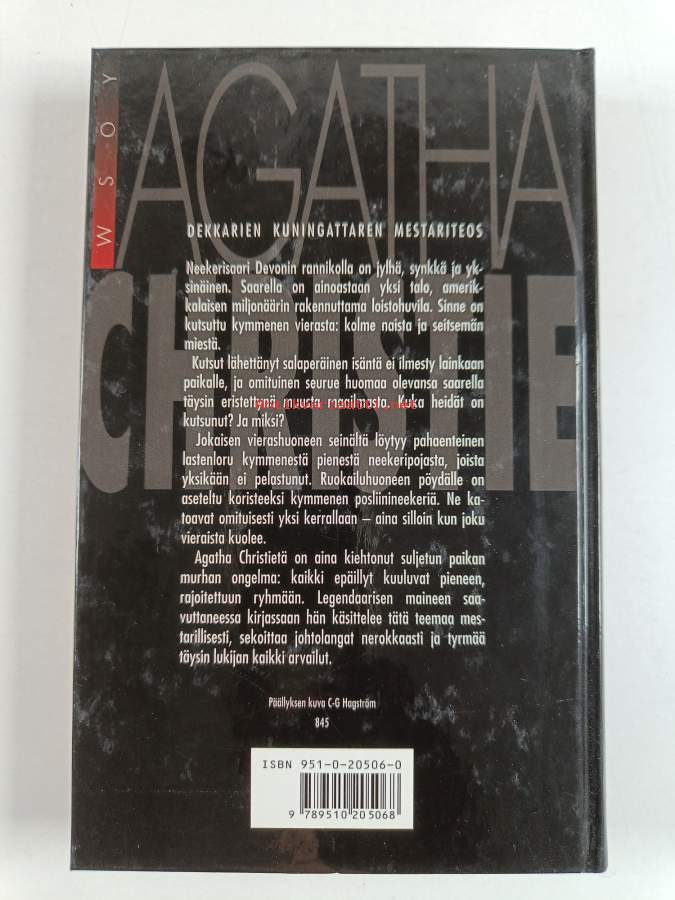 WSOY
AGATHA
CHRISTIE
DEKKARIEN KUNINGATTAREN MESTARITEOS
Neekerisaari Devonin rannikolla on jylhä, synkkä ja yk-
sinäinen. Saarella on ainoastaan yksi talo, amerik-
kalaisen miljonäärin rakennuttama loistohuvila. Sinne on
kutsuttu kymmenen vierasta: kolme naista ja seitsemän
miestä.
Kutsut lähettänyt salaperäinen isäntä ei ilmesty lainkaan
paikalle, ja omituinen seurue huomaa olevansa saarella
täysin eristettynä muusta maailmasta. Kuka heidät on
kutsunut? Ja miksi?
Jokaisen vierashuoneen seinältä löytyy pahaenteinen
lastenloru kymmenestä pienestä neekeripojasta, joista
yksikään ei pelastunut. Ruokailuhuoneen pöydälle on
aseteltu koristeeksi kymmenen posliinineekeriä. Ne ka-
toavat omituisesti yksi kerrallaan – aina silloin kun joku
vieraista kuolee.
Agatha Christietä on aina kiehtonut suljetun paikan
murhan ongelma: kaikki epäillyt kuuluvat pieneen,
rajoitettuun ryhmään. Legendaarisen maineen saa-
vuttaneessa kirjassaan hän käsittelee tätä teemaa mes-
tarillisesti, sekoittaa johtolangat nerokkaasti ja tyrmää
täysin lukijan kaikki arvailut.
Päällyksen kuva C-G Hagström
845
ISBN 951-0-20506-0
9 789510 205068